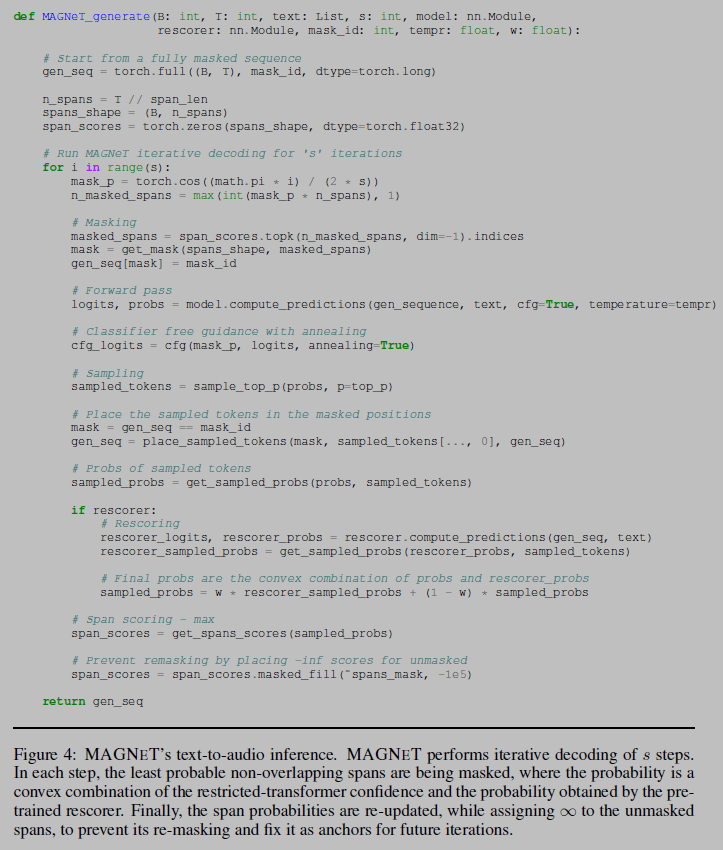 def MAGNeT_generate(B: int, T: int, text: List, s: int, model: nn.Module,
rescorer: nn.Module, mask_id: int, tempr: float, w: float):
# Start from a fully masked sequence
gen_seq = torch.full((B, T), mask_id, dtype=torch.long)
n_spans = T // span_len
spans_shape = (B, n_spans)
span_scores = torch.zeros(spans_shape, dtype=torch.float32)
# Run MAGNeT iterative decoding for 's' iterations
for i in range(s):
mask_p = torch.cos((math.pi * i) / (2 * s))
n_masked_spans = max(int(mask_p * n_spans), 1)
# Masking
masked_spans = span_scores.topk(n_masked_spans, dim=-1).indices
mask = get_mask(spans_shape, masked_spans)
gen_seq[mask] = mask_id
# Forward pass
logits, probs = model.compute_predictions(gen_sequence, text, cfg=True, temperature=tempr)
# Classifier free guidance with annealing
cfg_logits = cfg(mask_p, logits, annealing=True)
# Sampling
sampled_tokens = sample_top_p(probs, p=top_p)
# Place the sampled tokens in the masked positions
mask = gen_seq == mask_id
gen_seq = place_sampled_tokens(mask, sampled_tokens[..., 0], gen_seq)
# Probs of sampled tokens
sampled_probs = get_sampled_probs(probs, sampled_tokens)
if rescorer:
# Rescoring
rescorer_logits, rescorer_probs = rescorer.compute_predictions(gen_seq, text)
rescorer_sampled_probs = get_sampled_probs(rescorer_probs, sampled_tokens)
# Final probs are the convex combination of probs and rescorer_probs
sampled_probs = w * rescorer_sampled_probs + (1 - w) * sampled_probs
# Span scoring - max
span_scores = get_spans_scores(sampled_probs)
# Prevent remasking by placing -inf scores for unmasked
span_scores = span_scores.masked_fill(~spans_mask, -1e5)
return gen_seq
Figure 4: MAGNET's text-to-audio inference. MAGNET performs iterative decoding of s steps.
In each step, the least probable non-overlapping spans are being masked, where the probability is a
convex combination of the restricted-transformer confidence and the probability obtained by the pre-
trained rescorer. Finally, the span probabilities are re-updated, while assigning ∞ to the unmasked
spans, to prevent its re-masking and fix it as anchors for future iterations.